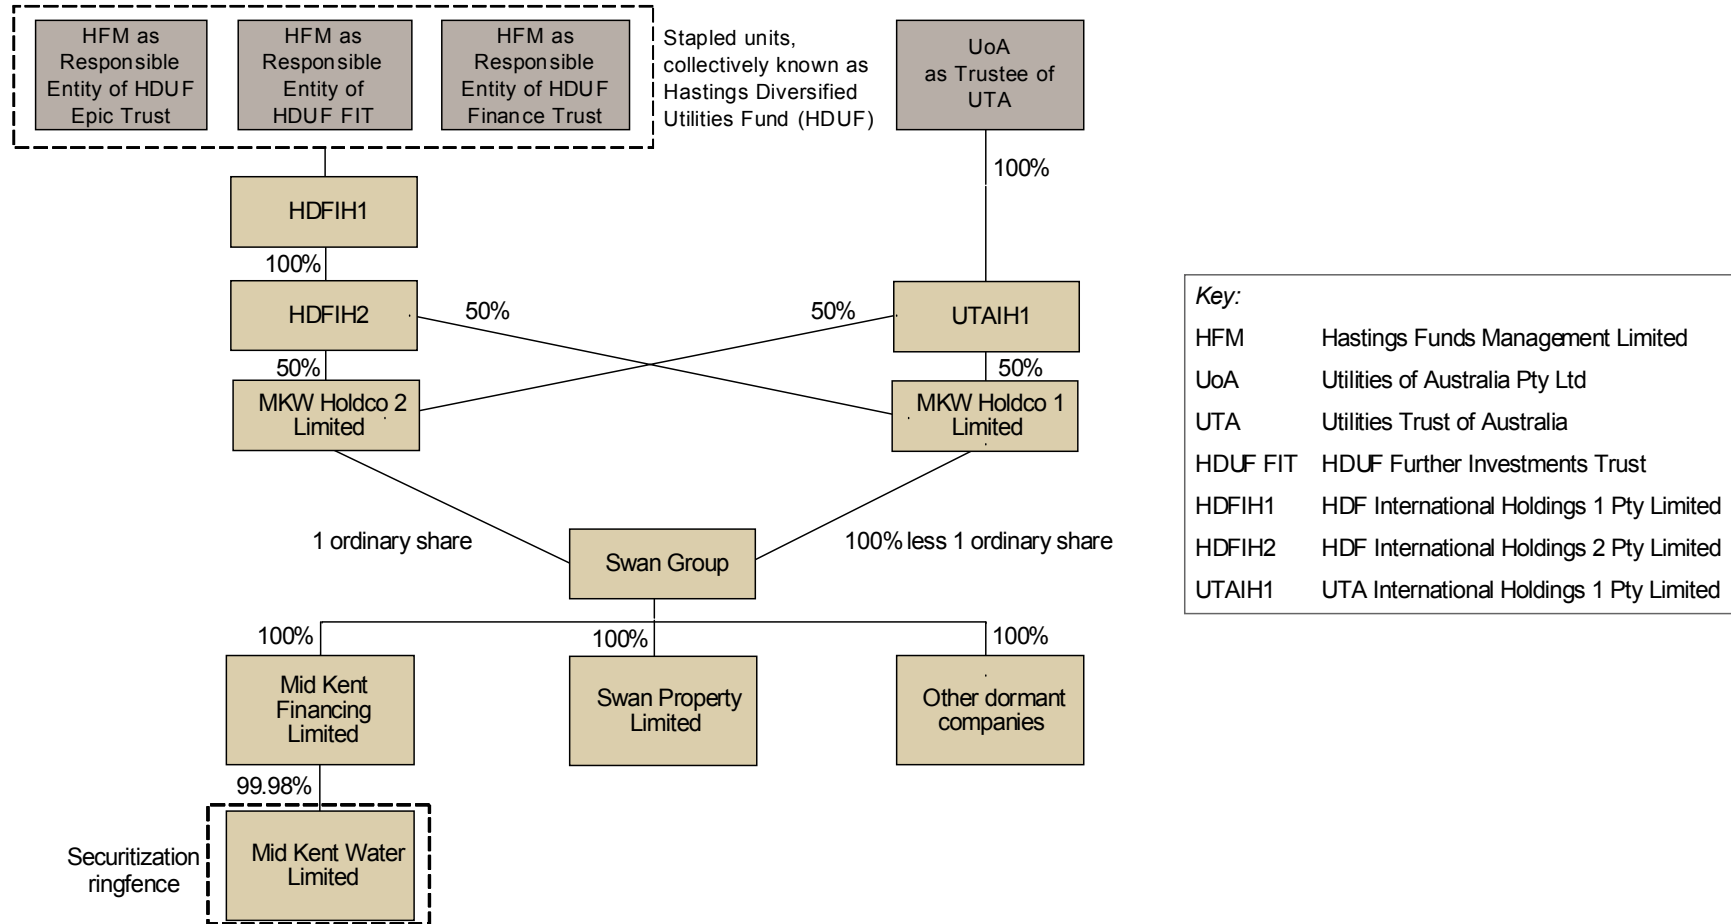 HFM as
Responsible
Entity of HDUF
Epic Trust
HFM as
Responsible
Entity of
HDUF FIT
HFM as
Responsible
Entity of HDUF
Finance Trust
Stapled units,
collectively known as
Hastings Diversified
Utilities Fund (HDUF)
UoA
as Trustee of
UTA
100%
HDFIH1
100%
HDFIH2
50%
50%
UTAIH1
50%
50%
MKW Holdco 2
Limited
MKW Holdco 1
Limited
1 ordinary share
100% less 1 ordinary share
Swan Group
100%
100%
100%
Mid Kent
Financing
Limited
Swan Property
Limited
Other dormant
companies
99.98%
Securitization
ringfence
Mid Kent Water
Limited
Key:
HFM Hastings Funds Management Limited
UoA Utilities of Australia Pty Ltd
UTA Utilities Trust of Australia
HDUF FIT HDUF Further Investments Trust
HDFIH1 HDF International Holdings 1 Pty Limited
HDFIH2 HDF International Holdings 2 Pty Limited
UTAIH1 UTA International Holdings 1 Pty Limited